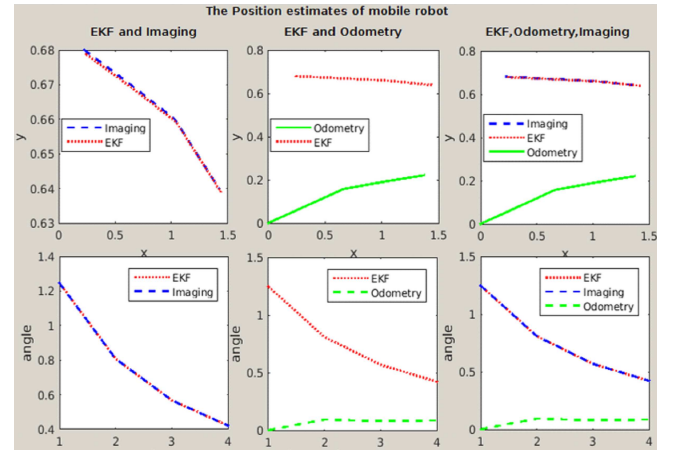 The Position estimates of mobile robot
EKF and Imaging
EKF and Odometry
EKF,Odometry,Imaging
0.68
0.67
0.66
0.65
0.64
0.63
y
Imaging
EKF
0
0.5
1
1.5
x
0.8
0.6
0.4
0.2
0
y
Odometry
EKF
0
0.5
1
1.5
x
0.8
0.6
0.4
0.2
0
y
Imaging
EKF
Odometry
0
0.5
1
1.5
1.4
1.2
1
0.8
0.6
0.4
angle
EKF
Imaging
1
2
3
4
1.5
1
0.5
0
angle
EKF
Odometry
1
2
3
4
1.5
1
0.5
0
angle
EKF
Imaging
Odometry
1
2
3
4